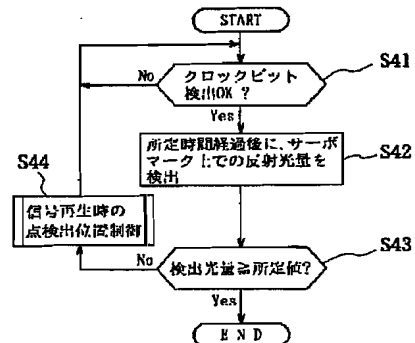 START
S41
No
クロックピット
検出OK ?
Yes
所定時間経過後に、サーボ
マーク上での反射光量を
検出
S42
S44
信号再生時の
点検出位置制御
S43
No
検出光量≧所定値?
Yes
E N D